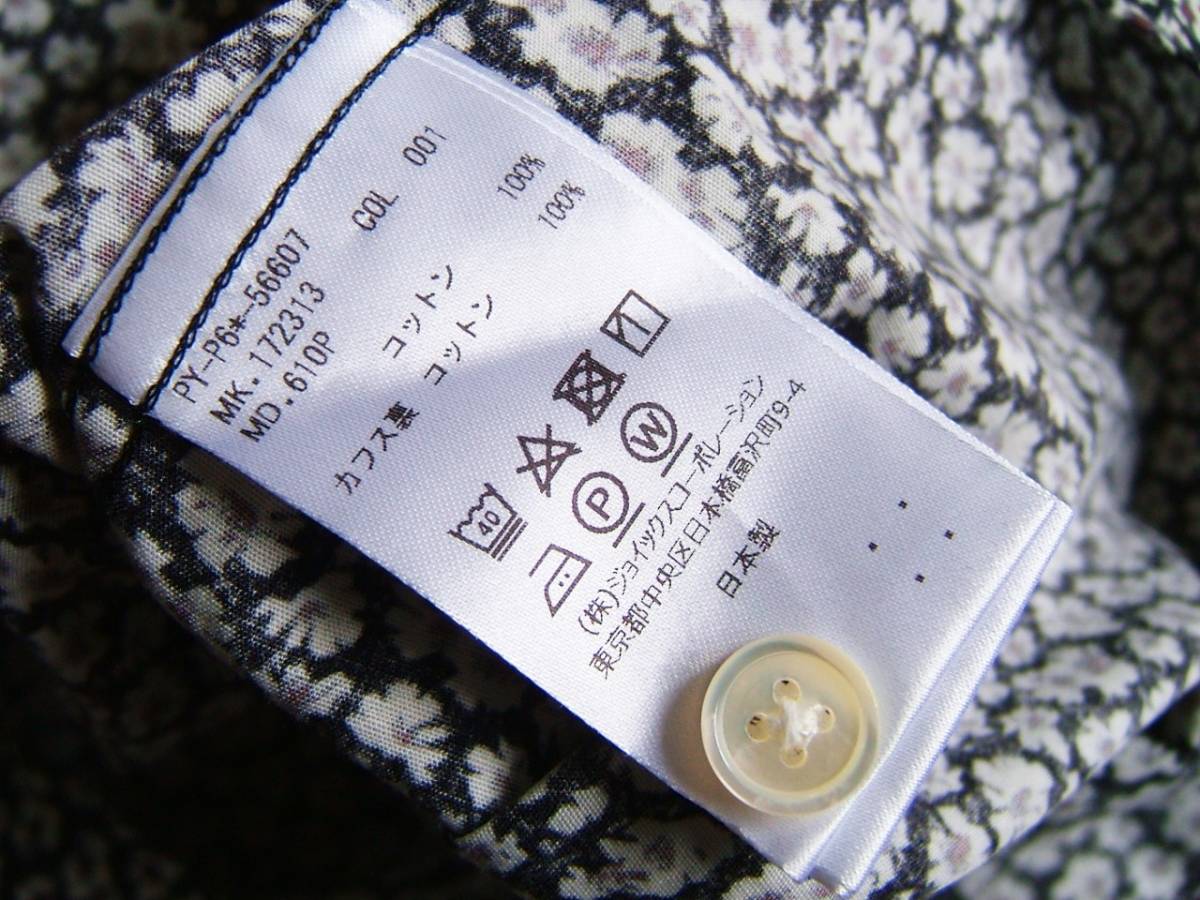 PY-P6*-56607 COL 001
MK.172313
MD.610P
コットン 100%
カフス裏 コットン 100%
40
P W
(株)ジョイックスコーポレーション
東京都中央区日本橋富沢町9-4
日本製